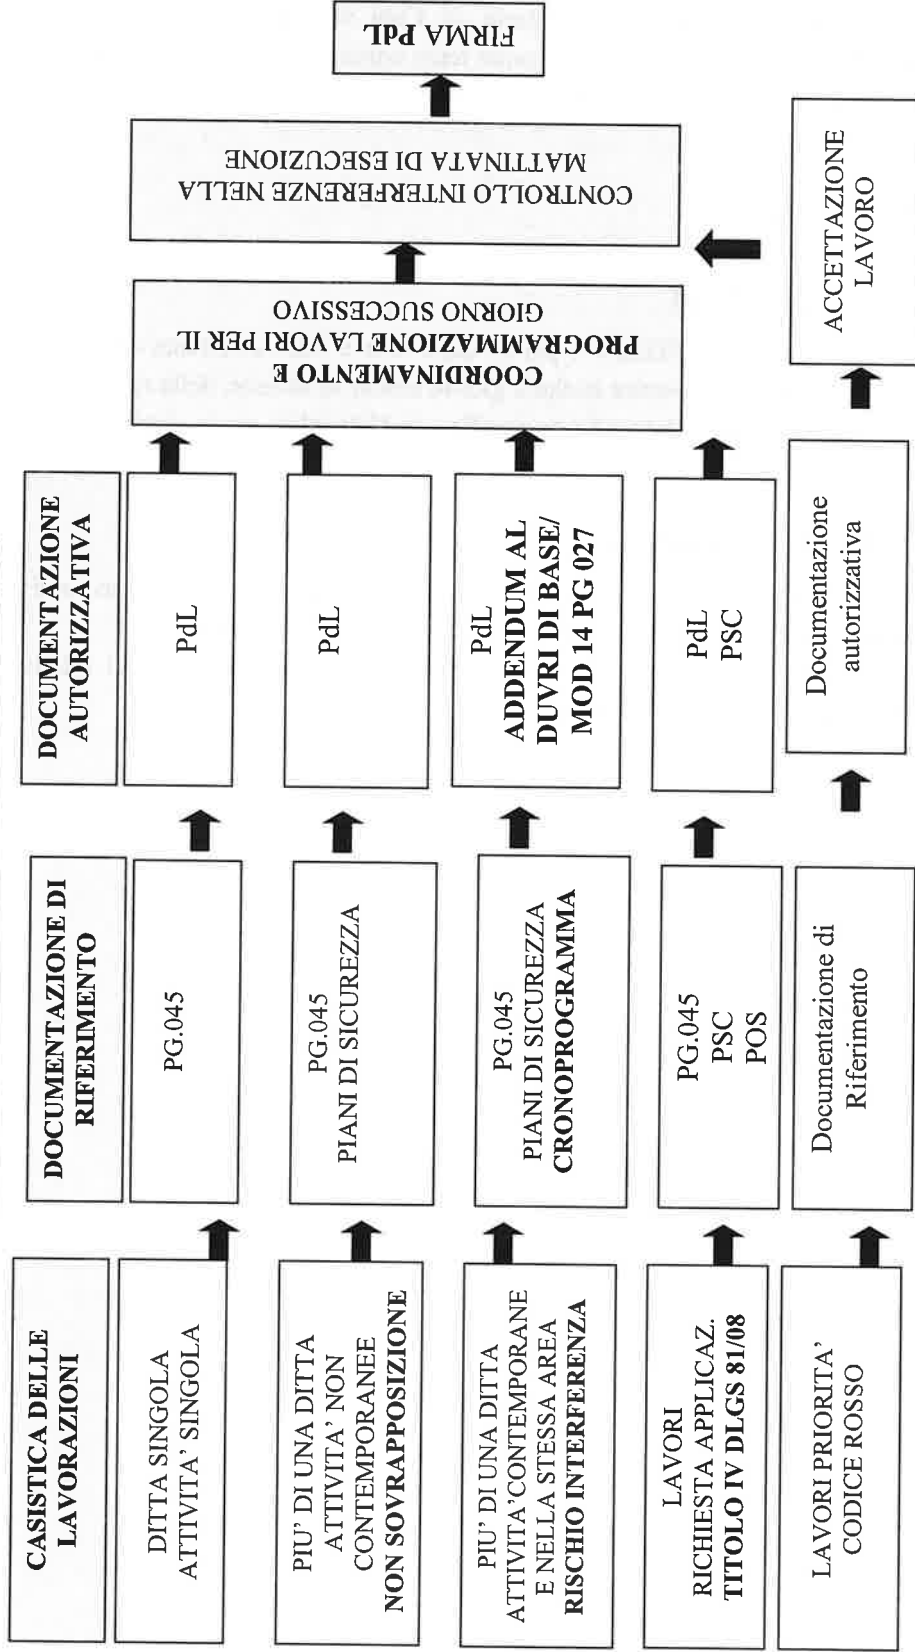 CASISTICA DELLE
LAVORAZIONI
DOCUMENTAZIONE DI
RIFERIMENTO
DOCUMENTAZIONE
AUTORIZZATIVA
DITTA SINGOLA
ATTIVITA' SINGOLA
PG.045
PdL
PIU' DI UNA DITTA
ATTIVITA' NON
CONTEMPORANEE
NON SOVRAPPOSIZIONE
PG.045
PIANI DI SICUREZZA
PdL
PIU' DI UNA DITTA
ATTIVITA'CONTEMPORANE
E NELLA STESSA AREA
RISCHIO INTERFERENZA
PG.045
PIANI DI SICUREZZA
CRONOPROGRAMMA
PdL
ADDENDUM AL
DUVRI DI BASE/
MOD 14 PG 027
LAVORI
RICHIESTA APPLICAZ.
TITOLO IV DLGS 81/08
PG.045
PSC
POS
PdL
PSC
LAVORI PRIORITA'
CODICE ROSSO
Documentazione di
Riferimento
Documentazione
autorizzativa
ACCETTAZIONE
LAVORO
COORDINAMENTO E
PROGRAMMAZIONE LAVORI PER IL
GIORNO SUCCESSIVO
CONTROLLO INTERFERENZE NELLA
MATTINATA DI ESECUZIONE
FIRMA PdL